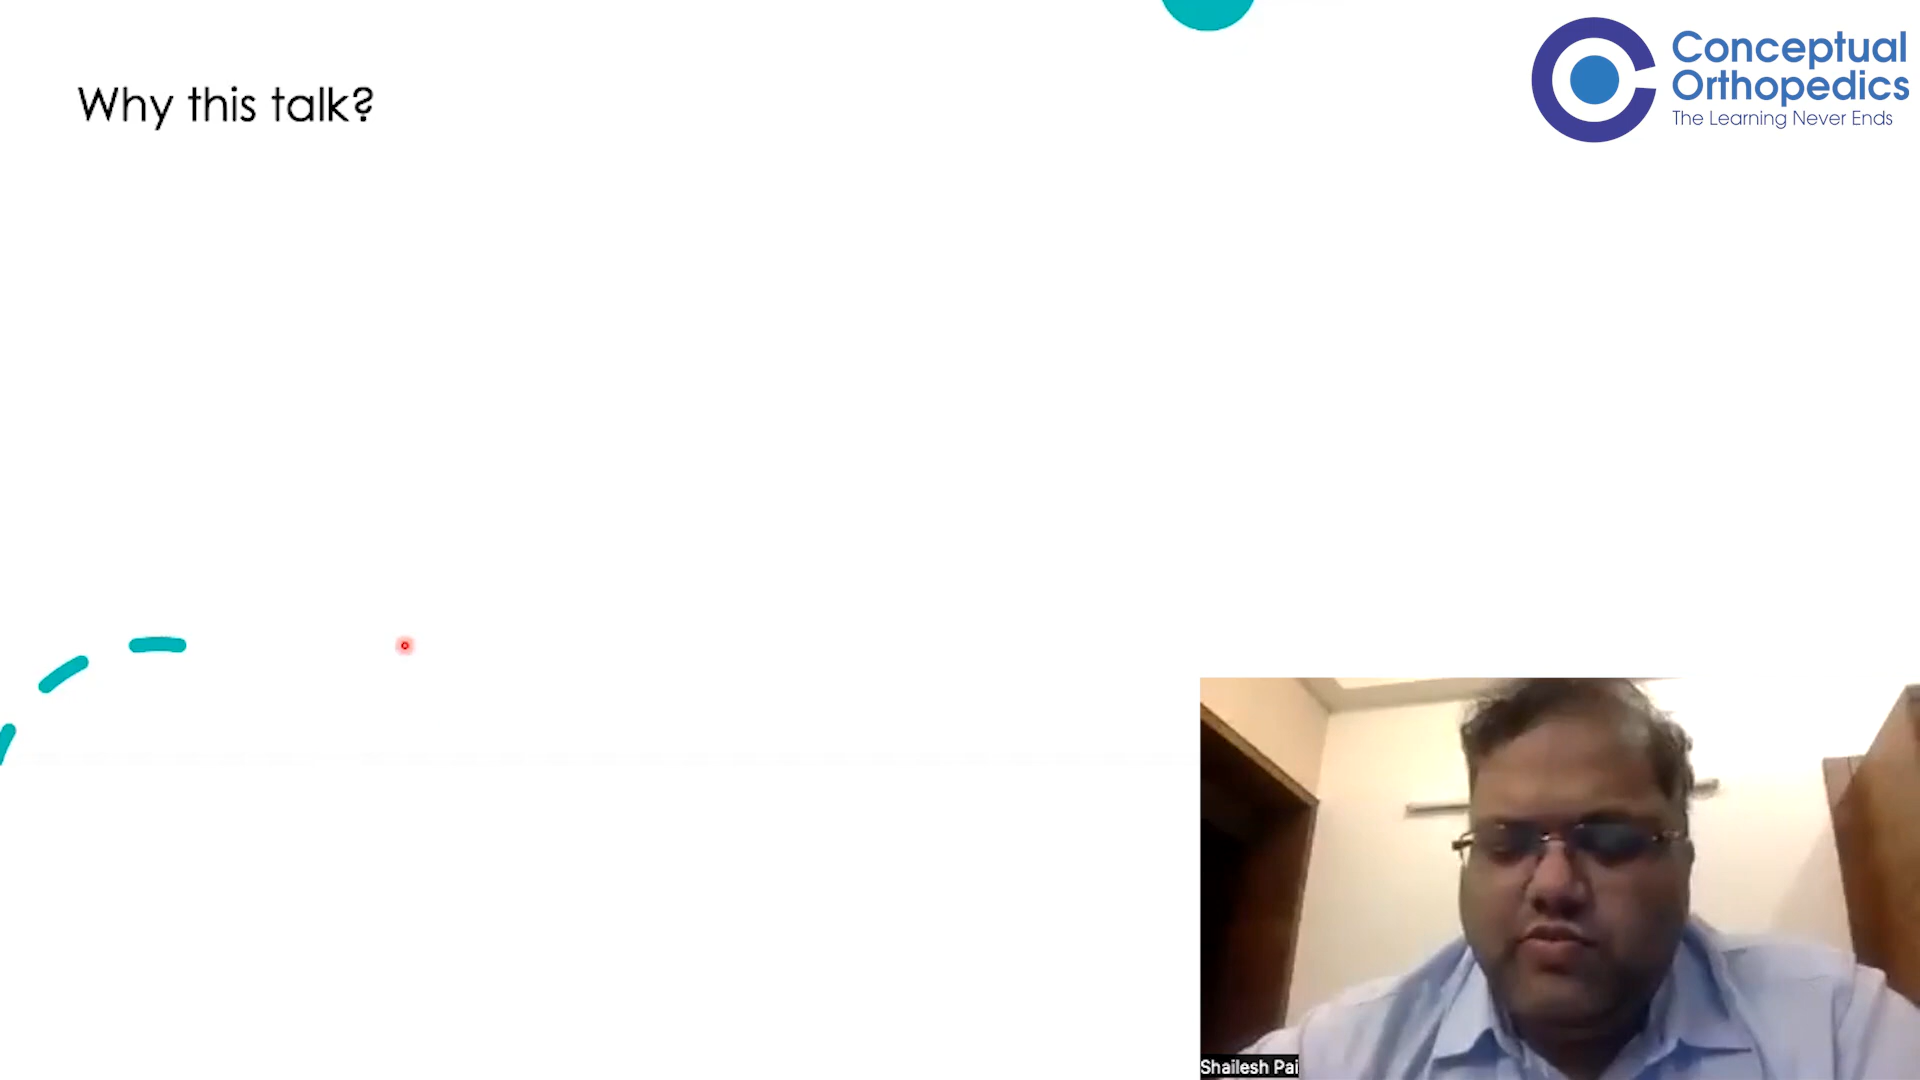 Why this talk?
Conceptual
Orthopedics
The Learning Never Ends
Shailesh Pai